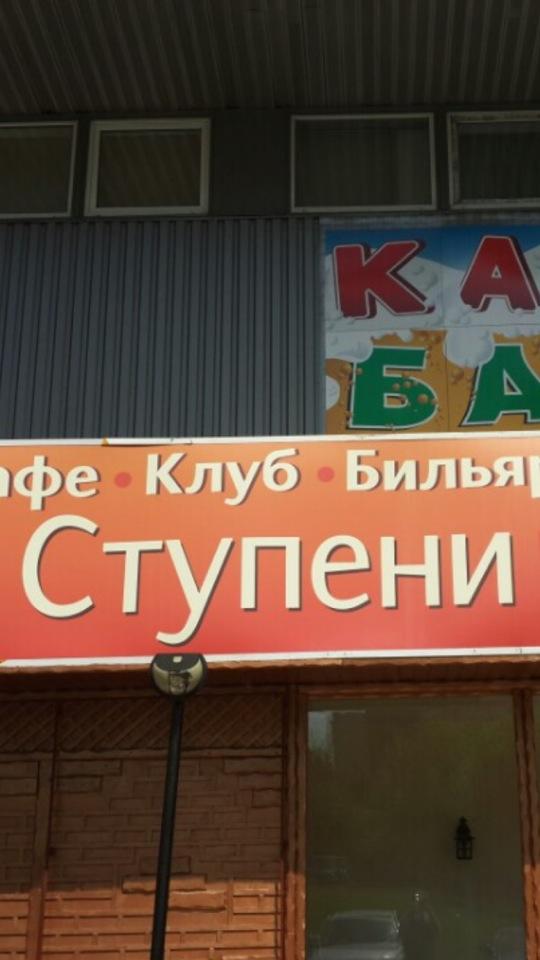 КА
БА
афе • Клуб • Бильяр
Ступени